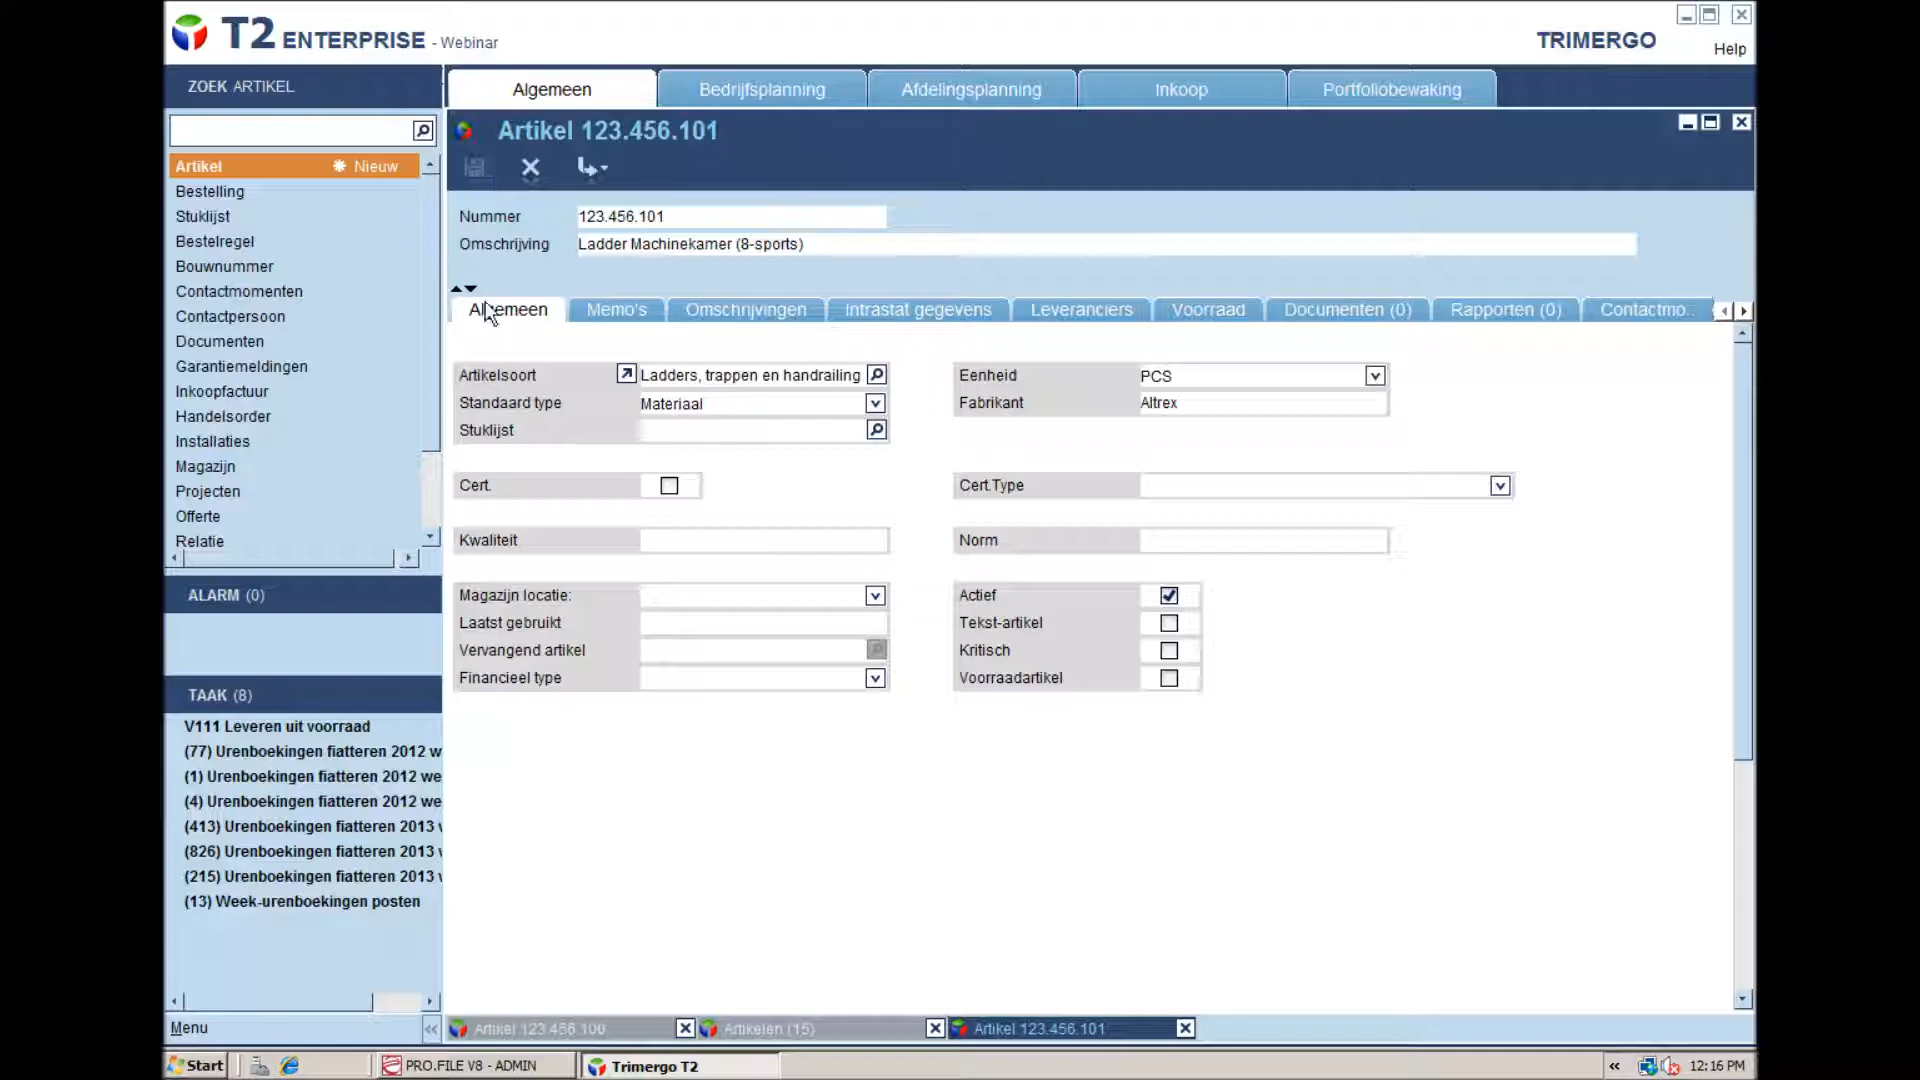 T2 ENTERPRISE - Webinar
TRIMERGO
Help
ZOEK ARTIKEL
Algemeen
Bedrijfsplanning
Afdelingsplanning
Inkoop
Portfoliobewaking
Artikel 123.456.101
Artikel
Nieuw
Bestelling
Stuklijst
Bestelregel
Bouwnummer
Contactmomenten
Contactpersoon
Documenten
Garantiemeldingen
Inkoopfactuur
Handelsorder
Installaties
Magazijn
Projecten
Offerte
Relatie
Nummer 123.456.101
Omschrijving Ladder Machinekamer (8-sports)
Algemeen
Memo's
Omschrijvingen
Intrastat gegevens
Leveranciers
Voorraad
Documenten (0)
Rapporten (0)
Contactmo..
Artikelsoort Ladders, trappen en handrailing
Eenheid PCS
Standaard type Materiaal
Fabrikant Altrex
Stuklijst
Cert.
Cert.Type
Kwaliteit
Norm
Magazijn locatie:
Actief
Laatst gebruikt
Tekst-artikel
Vervangend artikel
Kritisch
Financieel type
Voorraadartikel
ALARM (0)
TAAK (8)
V111 Leveren uit voorraad
(77) Urenboekingen fiatteren 2012 w
(1) Urenboekingen fiatteren 2012 we
(4) Urenboekingen fiatteren 2012 we
(413) Urenboekingen fiatteren 2013 
(826) Urenboekingen fiatteren 2013 
(215) Urenboekingen fiatteren 2013 
(13) Week-urenboekingen posten
Menu
Artikel 123.456.100
Artikelen (15)
Artikel 123.456.101
Start
PRO.FILE V8 - ADMIN
Trimergo T2
12:16 PM